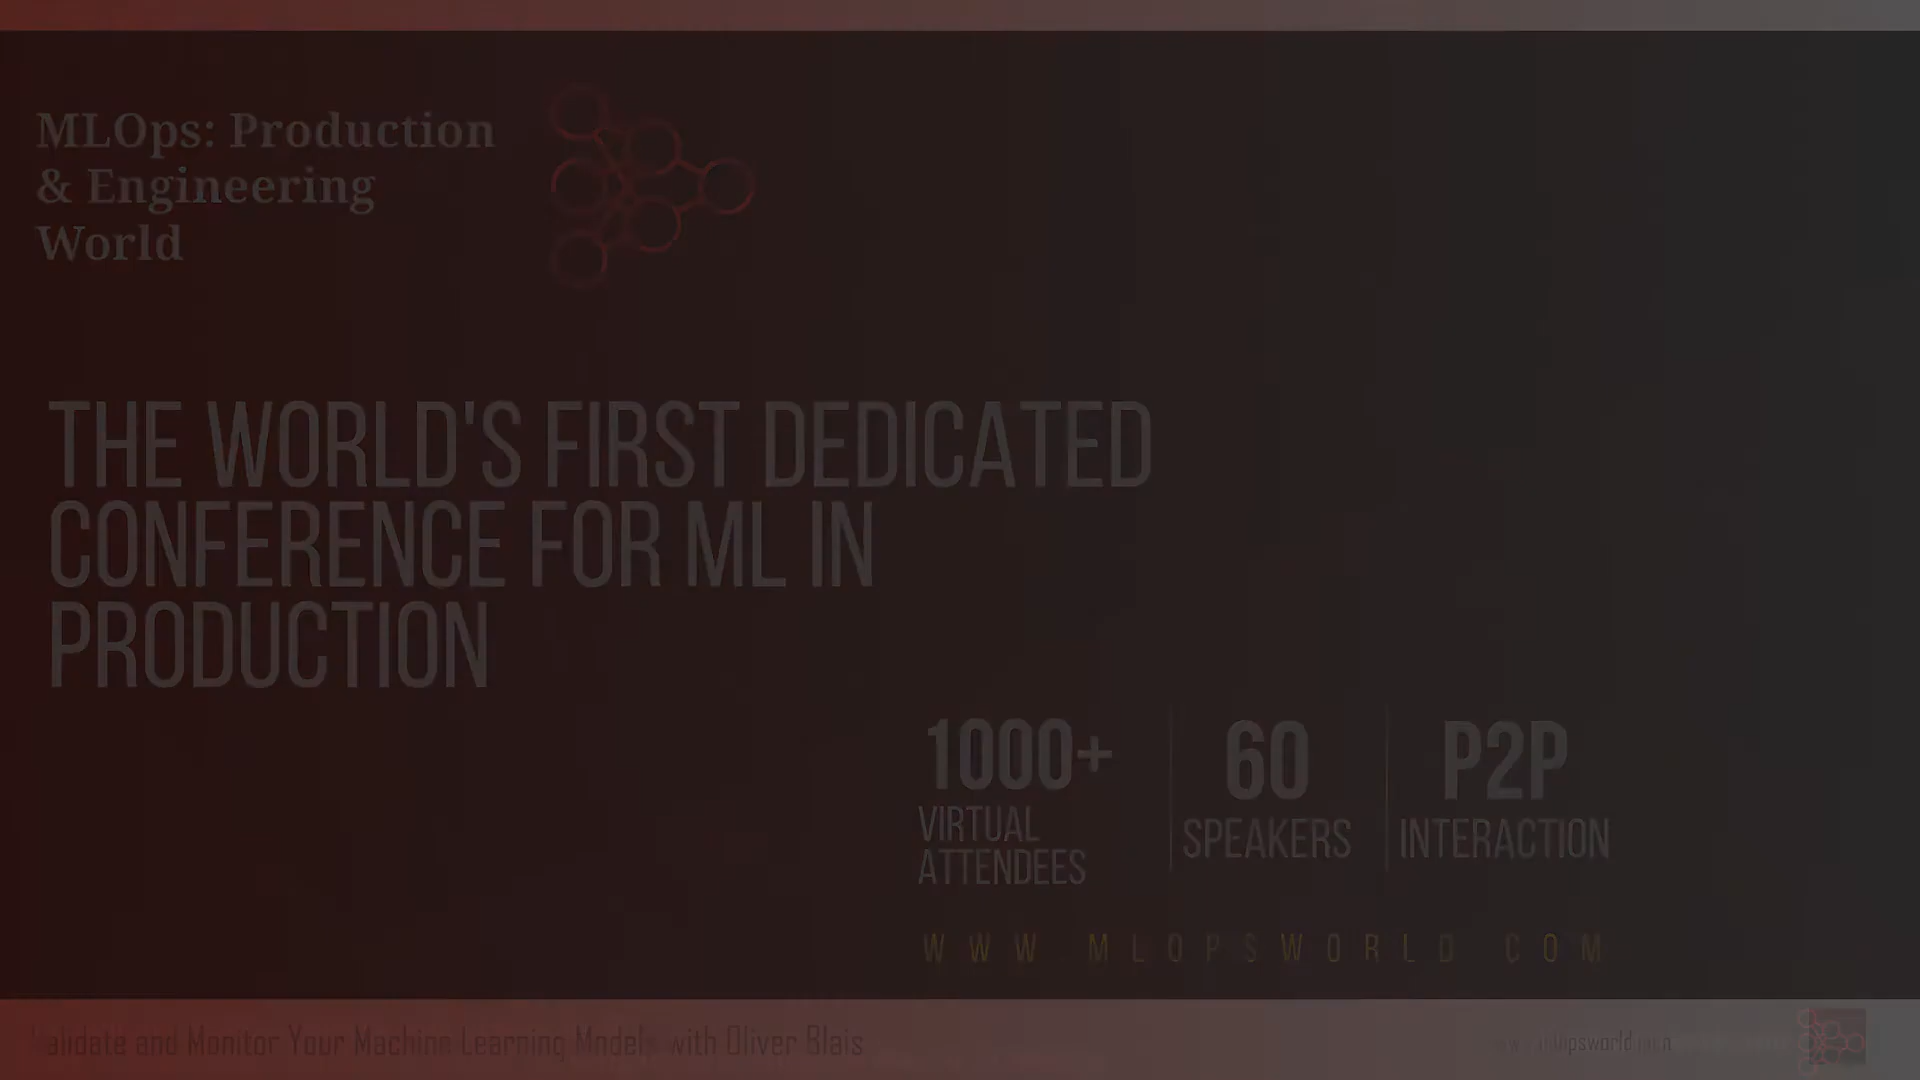 MLOps: Production
& Engineering
World
THE WORLD'S FIRST DEDICATED
CONFERENCE FOR ML IN
PRODUCTION
1000+
VIRTUAL
ATTENDEES
60
SPEAKERS
P2P
INTERACTION
WWW MLOPSWORLD COM
Validate and Monitor Your Machine Learning Models with Oliver Blais